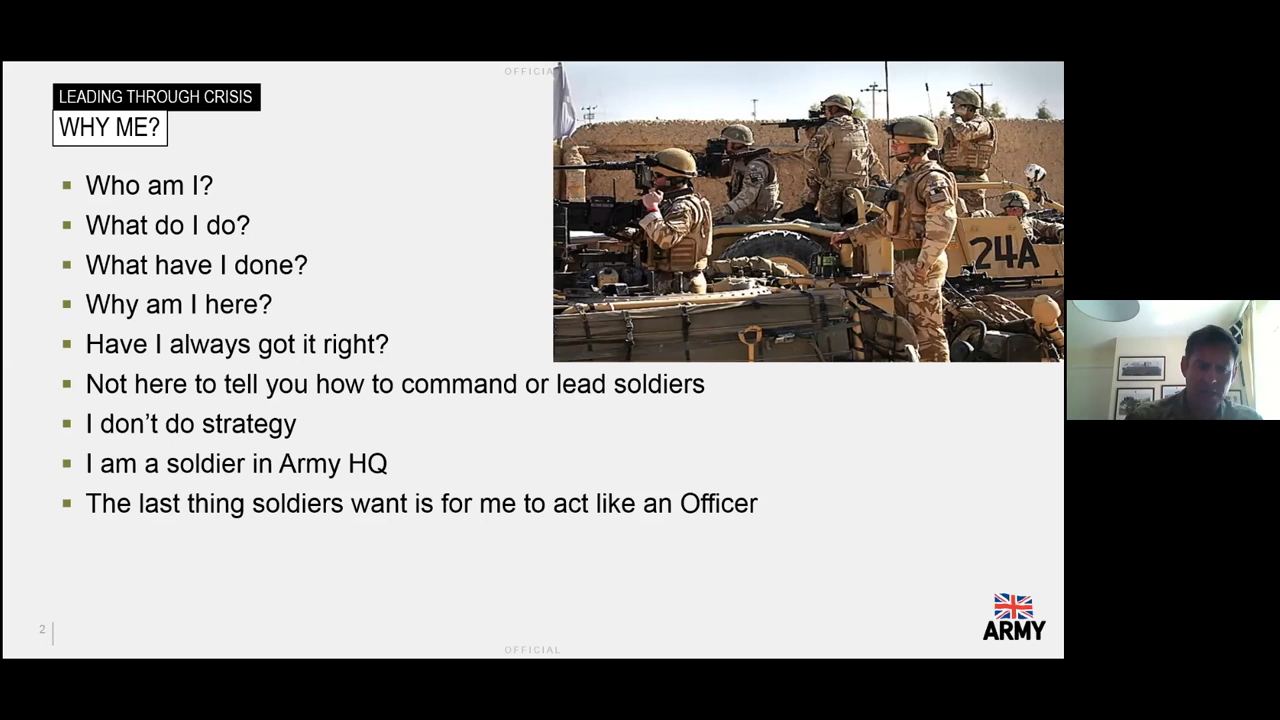 OFFICIA
LEADING THROUGH CRISIS
WHY ME?
Who am I?
What do I do?
What have I done?
Why am I here?
Have I always got it right?
Not here to tell you how to command or lead soldiers
I don't do strategy
I am a soldier in Army HQ
The last thing soldiers want is for me to act like an Officer
24A
ARMY
2
OFFICIAL